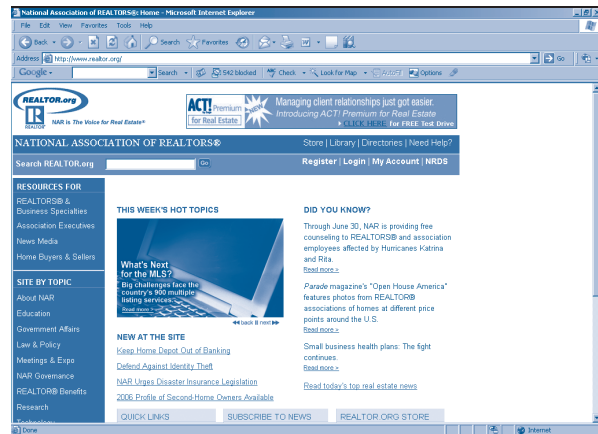 National Association of REALTORS®: Home - Microsoft Internet Explorer
File Edit View Favorites Tools Help
Back Search Favorites
Address http://www.realtor.org/ Go
Google Search 542 blocked Check Look for Map AutoFill Options
REALTOR.org
REALTOR
NAR is The Voice for Real Estate®
ACT! Premium for Real Estate
NEW
Managing client relationships just got easier.
Introducing ACT! Premium for Real Estate
CLICK HERE for FREE Test Drive
NATIONAL ASSOCIATION OF REALTORS®
Store | Library | Directories | Need Help?
Search REALTOR.org Go
Register | Login | My Account | NRDS
RESOURCES FOR
REALTORS® &
Business Specialties
Association Executives
News Media
Home Buyers & Sellers
SITE BY TOPIC
About NAR
Education
Government Affairs
Law & Policy
Meetings & Expo
NAR Governance
REALTOR® Benefits
Research
Technology
THIS WEEK'S HOT TOPICS
What's Next
for the MLS?
Big challenges face the
country's 900 multiple
listing services.
Read more »
back II next
NEW AT THE SITE
Keep Home Depot Out of Banking
Defend Against Identity Theft
NAR Urges Disaster Insurance Legislation
2006 Profile of Second-Home Owners Available
DID YOU KNOW?
Through June 30, NAR is providing free
counseling to REALTORS® and association
employees affected by Hurricanes Katrina
and Rita.
Read more »
Parade magazine's "Open House America"
features photos from REALTOR®
associations of homes at different price
points around the U.S.
Read more »
Small business health plans: The fight
continues.
Read more »
Read today's top real estate news
QUICK LINKS
SUBSCRIBE TO NEWS
REALTOR.ORG STORE
Done
Internet